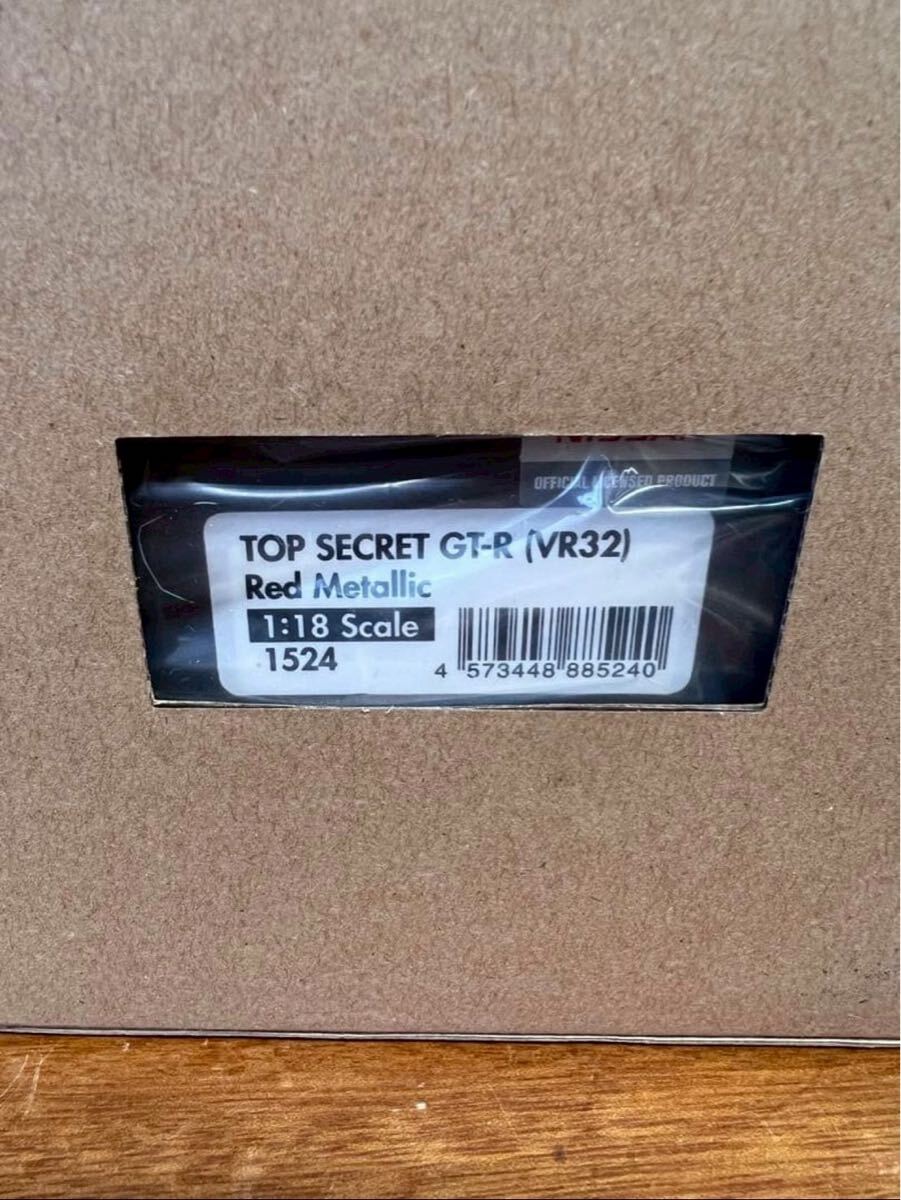 OFFICIAL LICENSED PRODUCT
TOP SECRET GT-R (VR32)
Red Metallic
1:18 Scale
1524
4 573448 885240